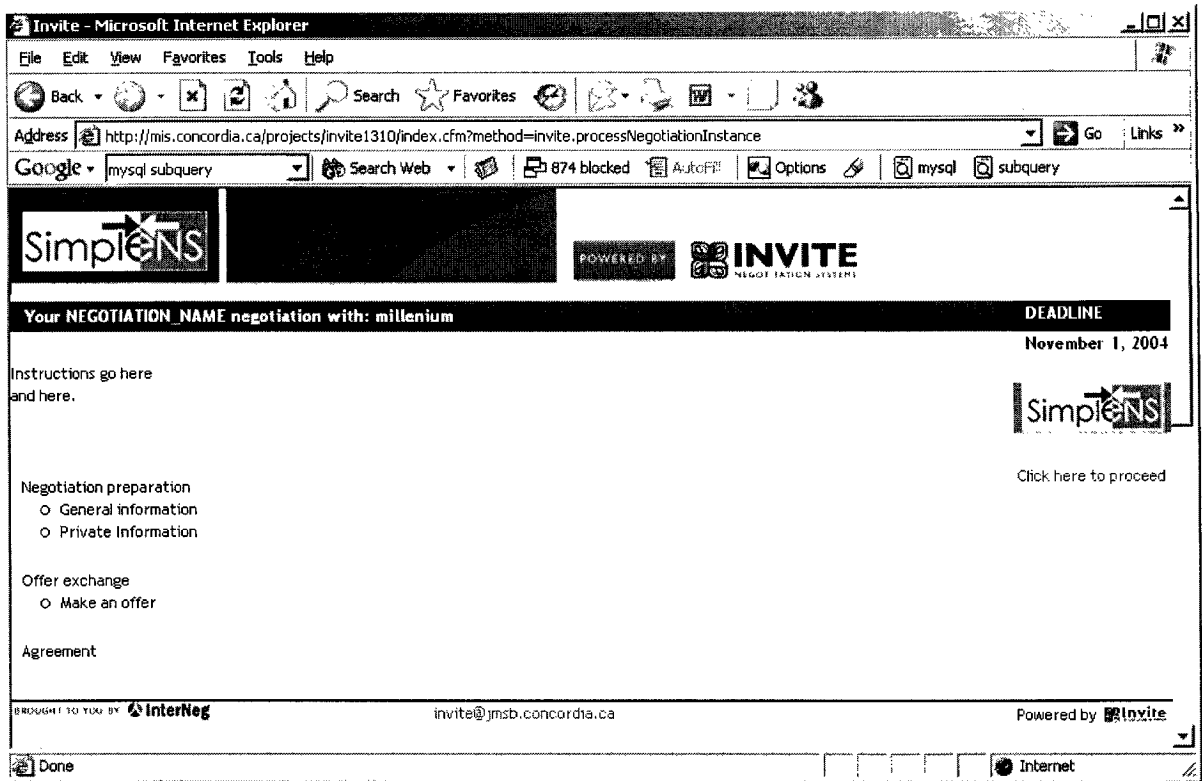 Invite - Microsoft Internet Explorer
File Edit View Favorites Tools Help
Back Search Favorites
Address http://mis.concordia.ca/projects/invite1310/index.cfm?method=invite.processNegotiationInstance Go Links »
Google mysql subquery Search Web 874 blocked AutoFill Options mysql subquery
SimpleNS POWERED BY INVITE
NEGOTIATION SYSTEMS
Your NEGOTIATION_NAME negotiation with: millenium DEADLINE
November 1, 2004
Instructions go here
and here.
SimpleNS
Click here to proceed
Negotiation preparation
General information
Private Information
Offer exchange
Make an offer
Agreement
BROUGHT TO YOU BY InterNeg invite@jmsb.concordia.ca Powered by Invite
Done Internet